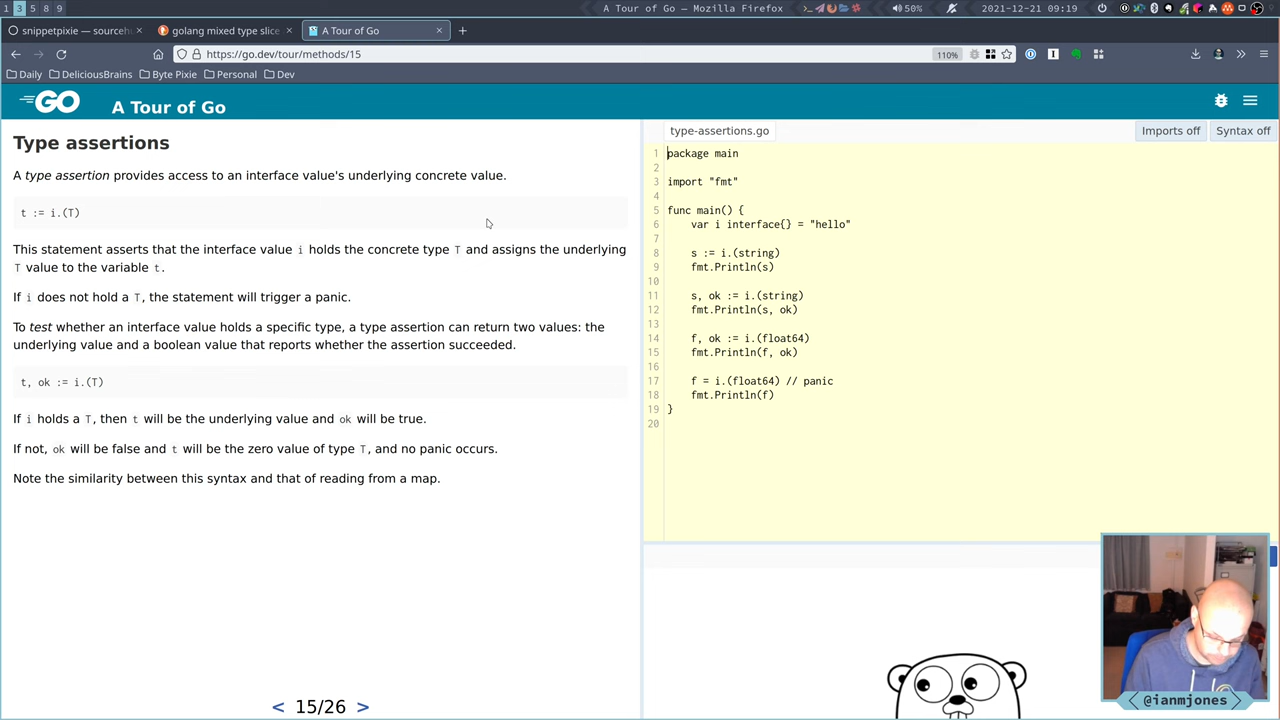 1 3 5 8 9
A Tour of Go — Mozilla Firefox
50%
2021-12-21 09:19
snippetpixie — sourceh
golang mixed type slice
A Tour of Go
https://go.dev/tour/methods/15
110%
Daily
DeliciousBrains
Byte Pixie
Personal
Dev
GO
A Tour of Go
Type assertions
A type assertion provides access to an interface value's underlying concrete value.
t := i.(T)
This statement asserts that the interface value i holds the concrete type T and assigns the underlying
T value to the variable t.
If i does not hold a T, the statement will trigger a panic.
To test whether an interface value holds a specific type, a type assertion can return two values: the
underlying value and a boolean value that reports whether the assertion succeeded.
t, ok := i.(T)
If i holds a T, then t will be the underlying value and ok will be true.
If not, ok will be false and t will be the zero value of type T, and no panic occurs.
Note the similarity between this syntax and that of reading from a map.
< 15/26 >
type-assertions.go
Imports off
Syntax off
1 package main
2
3 import "fmt"
4
5 func main() {
6 var i interface{} = "hello"
7
8 s := i.(string)
9 fmt.Println(s)
10
11 s, ok := i.(string)
12 fmt.Println(s, ok)
13
14 f, ok := i.(float64)
15 fmt.Println(f, ok)
16
17 f = i.(float64) // panic
18 fmt.Println(f)
19 }
20
@ianmjones